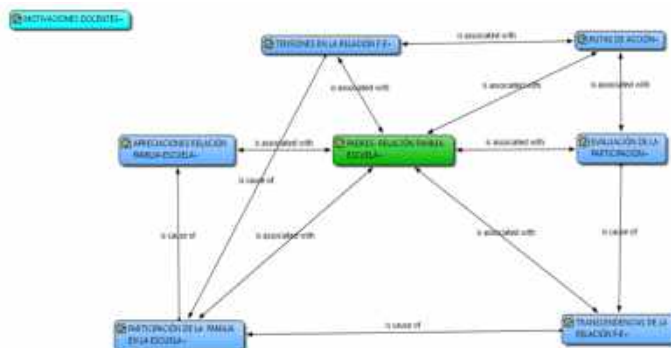 MOTIVACIONES DOCENTES~
TENSIONES EN LA RELACIÓN F-E~
is associated with
RUTAS DE ACCIÓN~
is associated with
is associated with
is associated with
APRECIACIONES RELACIÓN
FAMILIA-ESCUELA~
is associated with
PADRES- RELACIÓN FAMILIA
ESCUELA~
is associated with
EVALUACIÓN DE LA
PARTICIPACIÓN~
is cause of
is cause of
is associated with
is associated with
is cause of
PARTICIPACIÓN DE LA FAMILIA
EN LA ESCUELA~
is cause of
TRANSCENDENCIAS DE LA
RELACIÓN F-E~